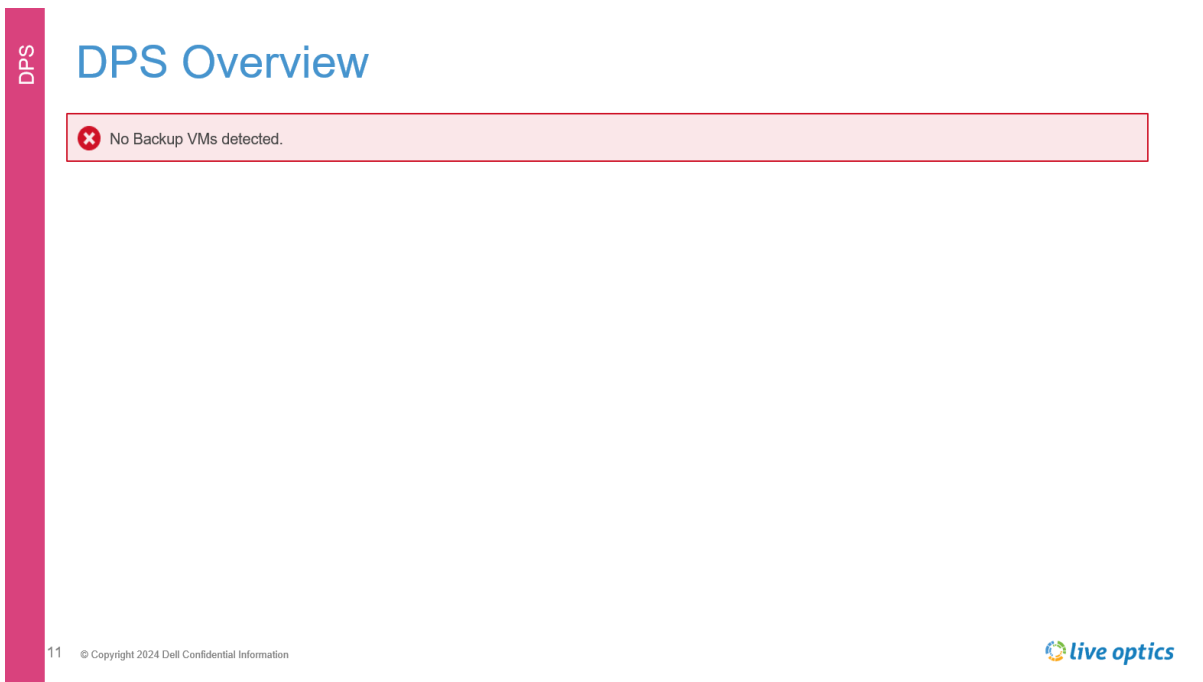 DPS
DPS Overview
No Backup VMs detected.
11 © Copyright 2024 Dell Confidential Information
live optics